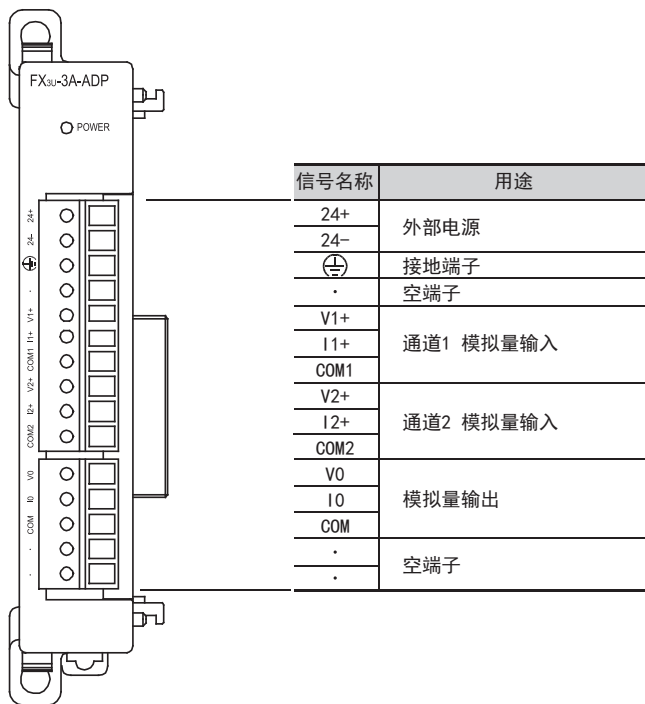 FX3U-3A-ADP
POWER
24+
24-
⏚
·
V1+
I1+
COM1
V2+
I2+
COM2
V0
I0
COM
·
·
信号名称 用途
24+
24-
外部电源
接地端子
· 空端子
V1+
I1+
COM1
通道1 模拟量输入
V2+
I2+
COM2
通道2 模拟量输入
V0
I0
COM
模拟量输出
·
·
空端子